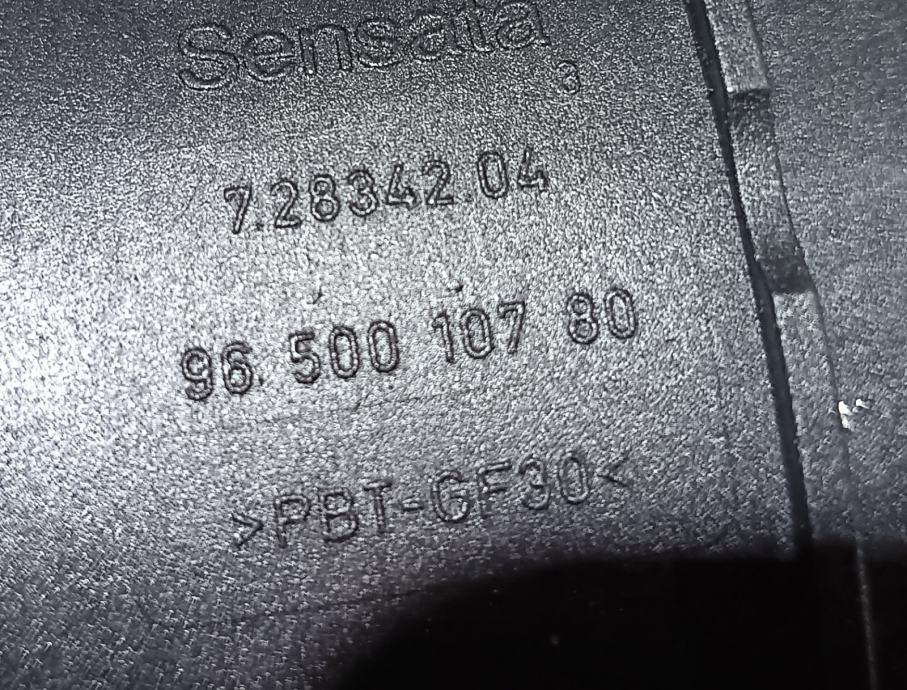 Sensata
3
7.28342.04
96 500 107 80
>PBT-GF30<